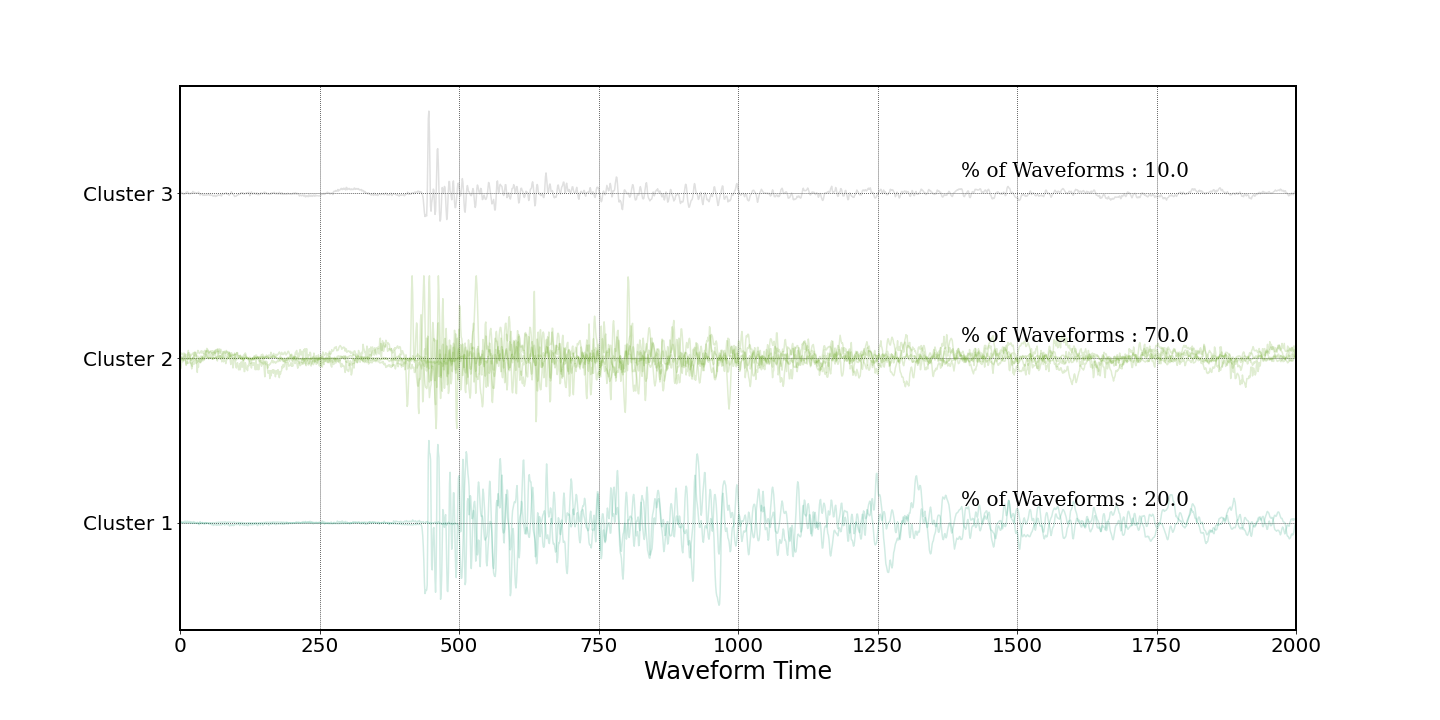 % of Waveforms : 10.0
Cluster 3
% of Waveforms : 70.0
Cluster 2
% of Waveforms : 20.0
Cluster 1
0 250 500 750 1000 1250 1500 1750 2000
Waveform Time